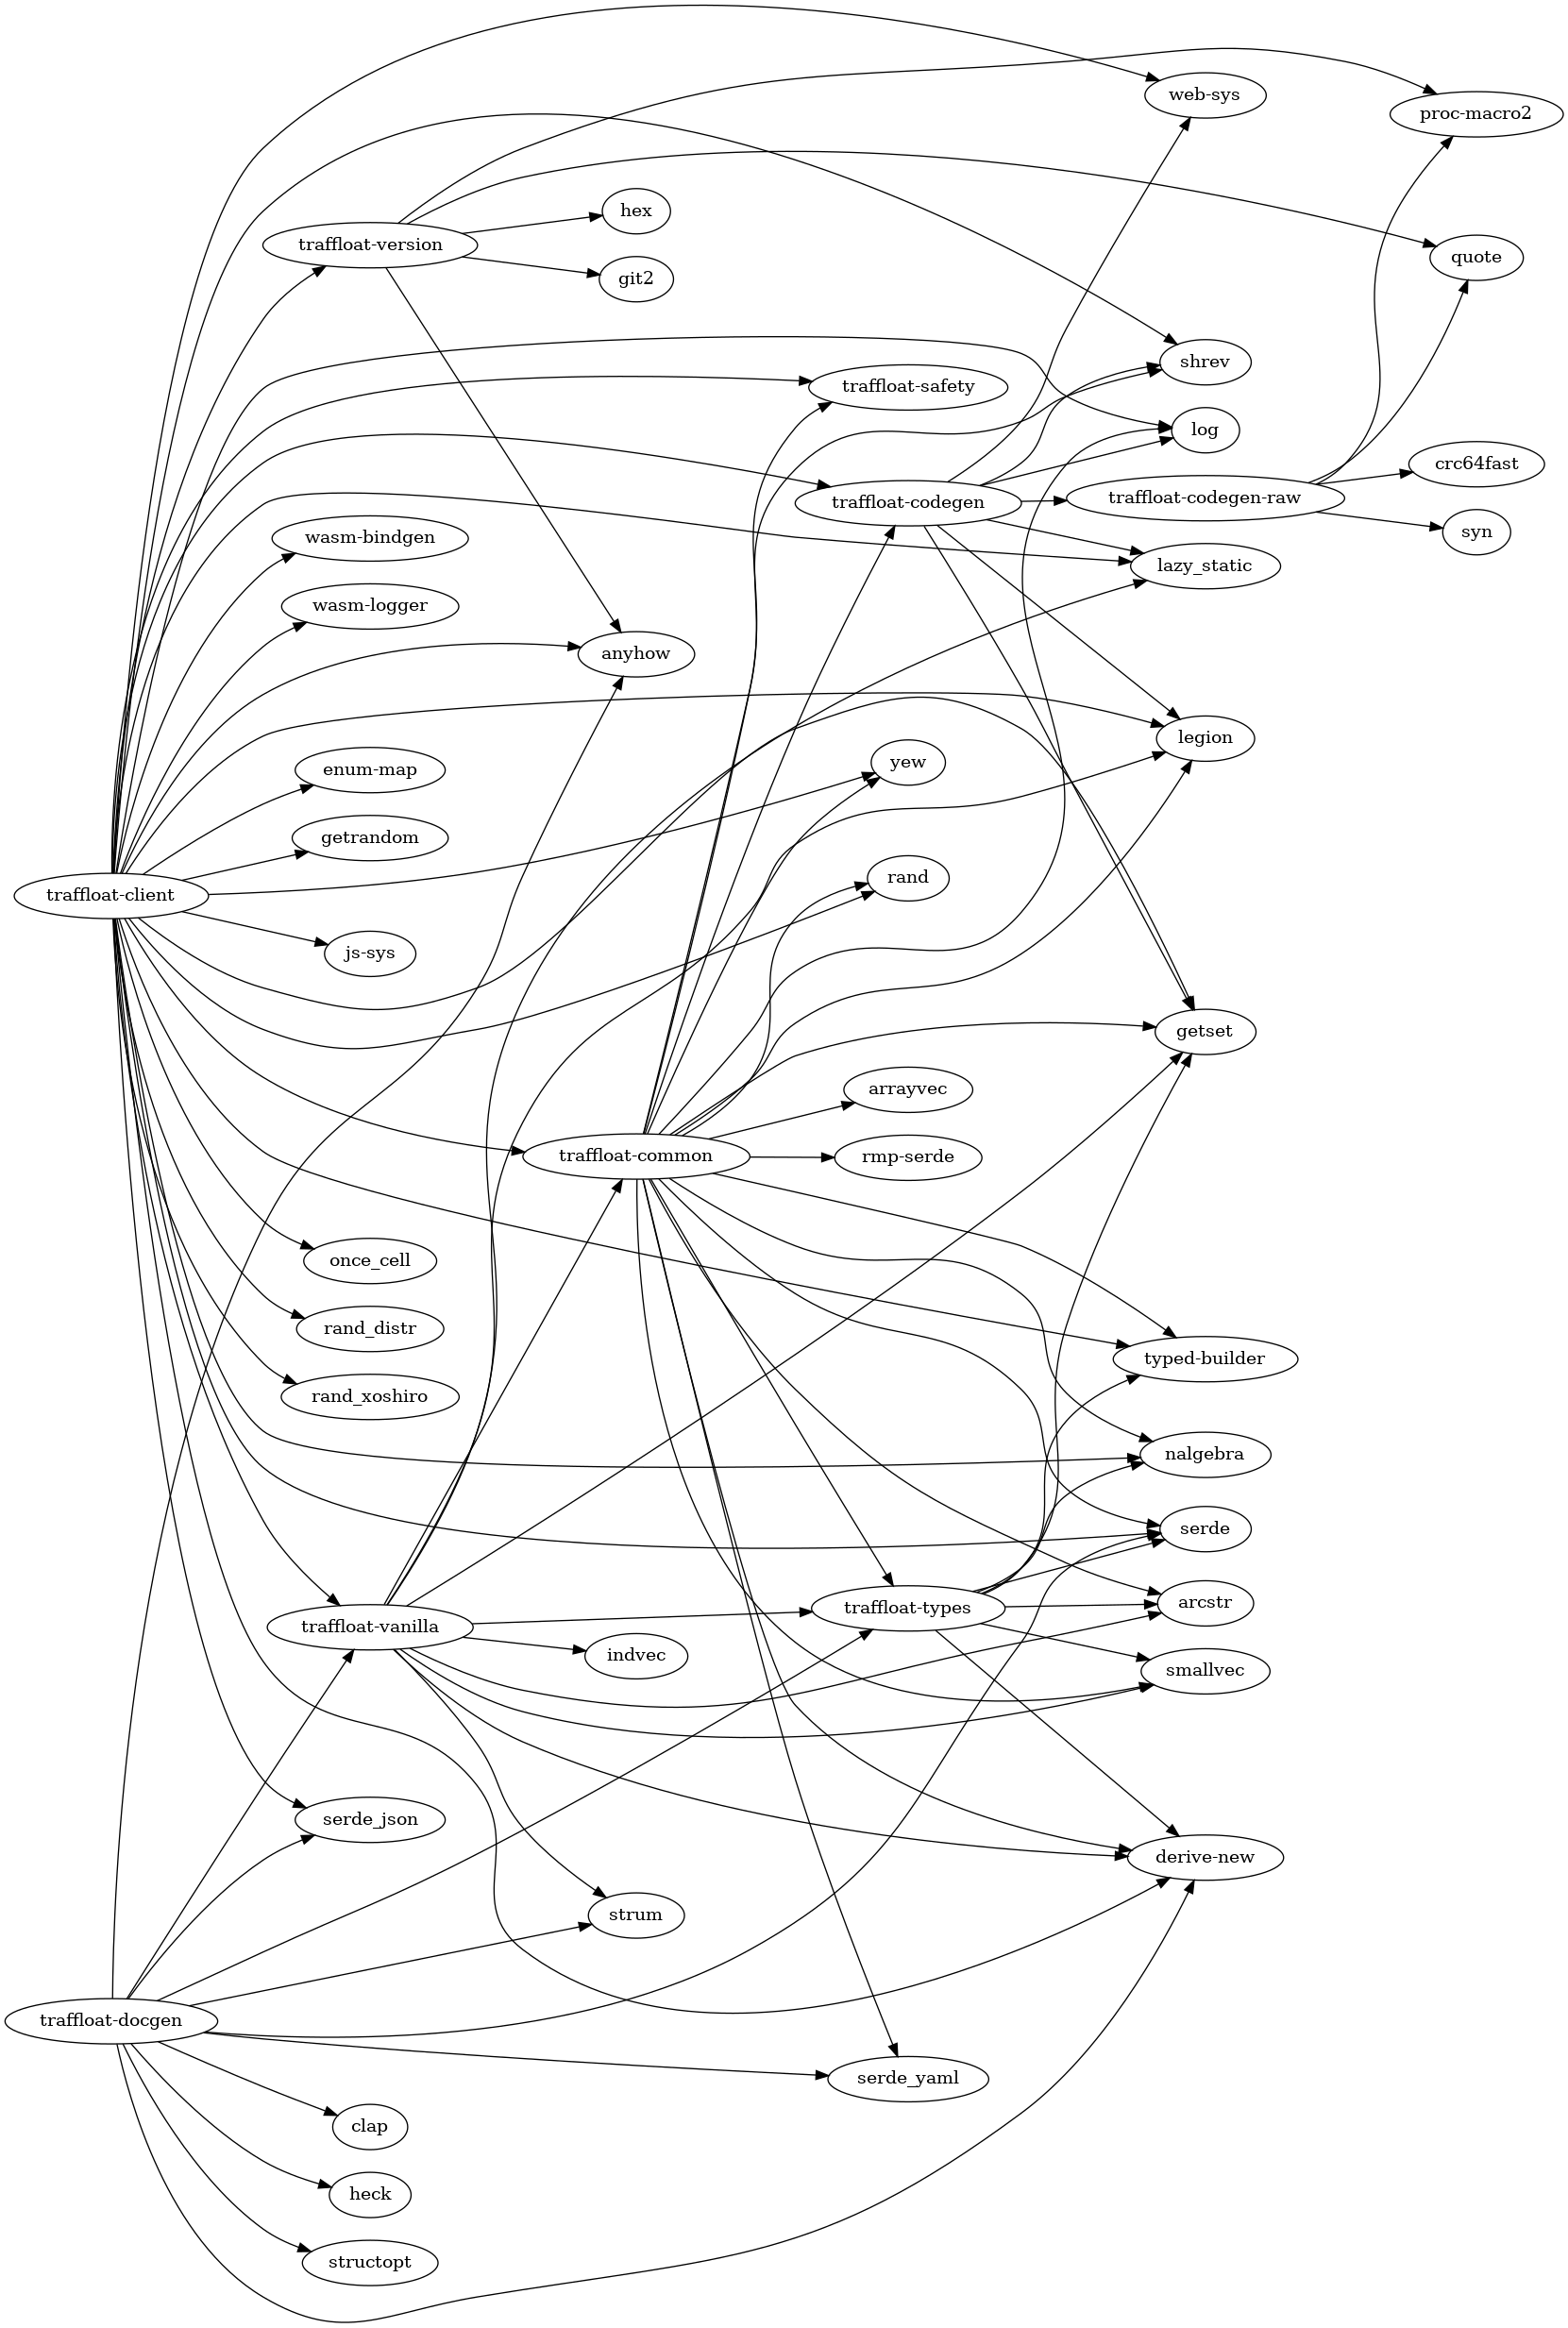 web-sys
proc-macro2
hex
traffloat-version
quote
git2
shrev
traffloat-safety
log
crc64fast
traffloat-codegen
traffloat-codegen-raw
syn
wasm-bindgen
lazy_static
wasm-logger
anyhow
legion
yew
enum-map
getrandom
rand
traffloat-client
js-sys
getset
arrayvec
traffloat-common
rmp-serde
once_cell
rand_distr
typed-builder
rand_xoshiro
nalgebra
serde
arcstr
traffloat-types
traffloat-vanilla
indvec
smallvec
serde_json
derive-new
strum
traffloat-docgen
serde_yaml
clap
heck
structopt